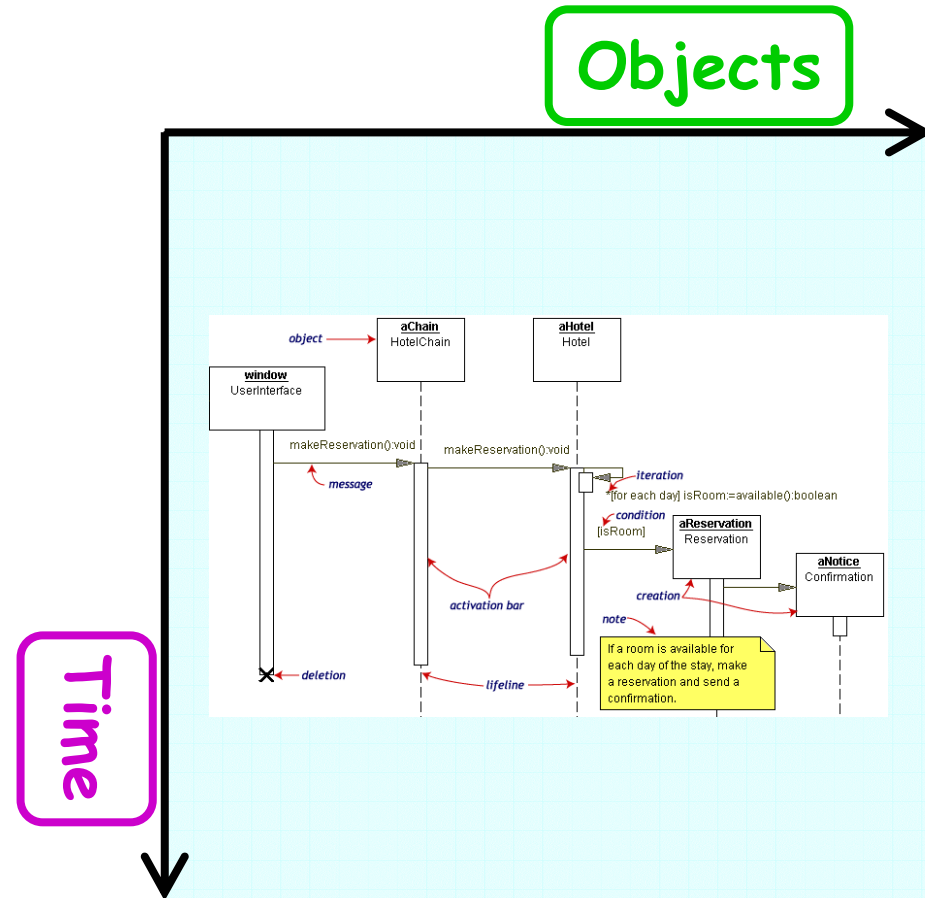 Objects
Time
object
aChain
HotelChain
aHotel
Hotel
window
UserInterface
makeReservation():void
makeReservation():void
message
iteration
*[for each day] isRoom:=available():boolean
condition
[isRoom]
aReservation
Reservation
aNotice
Confirmation
activation bar
creation
note
If a room is available for
each day of the stay, make
a reservation and send a
confirmation.
deletion
lifeline